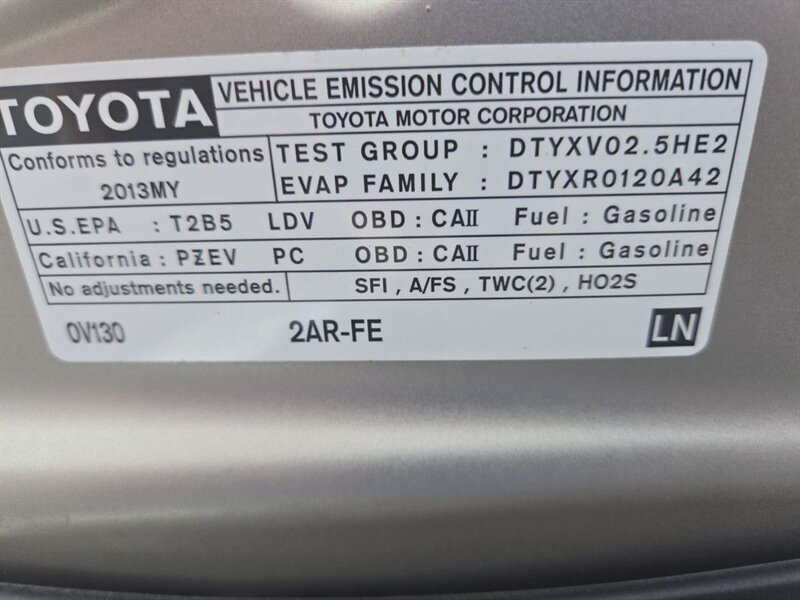 TOYOTA VEHICLE EMISSION CONTROL INFORMATION
TOYOTA MOTOR CORPORATION
Conforms to regulations
2013MY
TEST GROUP : DTYXV02.5HE2
EVAP FAMILY : DTYXR0120A42
U.S.EPA : T2B5 LDV OBD : CAII Fuel : Gasoline
California : PZEV PC OBD : CAII Fuel : Gasoline
No adjustments needed. SFI , A/FS , TWC(2) , HO2S
0V130 2AR-FE LN